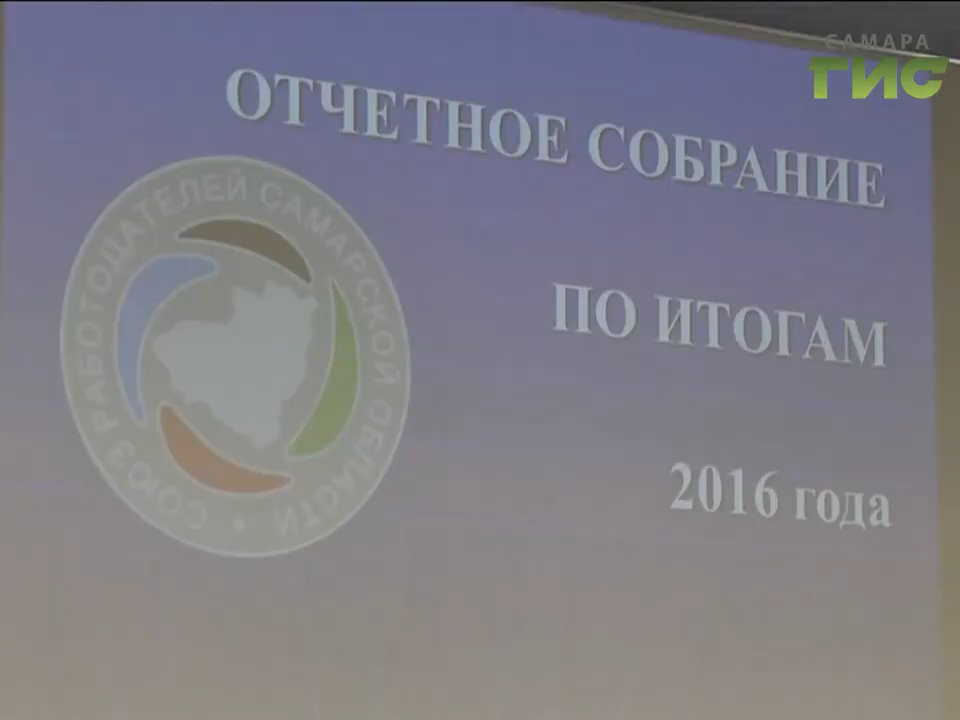 САМАРА
ГИС
ОТЧЕТНОЕ СОБРАНИЕ
ПО ИТОГАМ
2016 года
СОЮЗ РАБОТОДАТЕЛЕЙ САМАРСКОЙ ОБЛАСТИ •